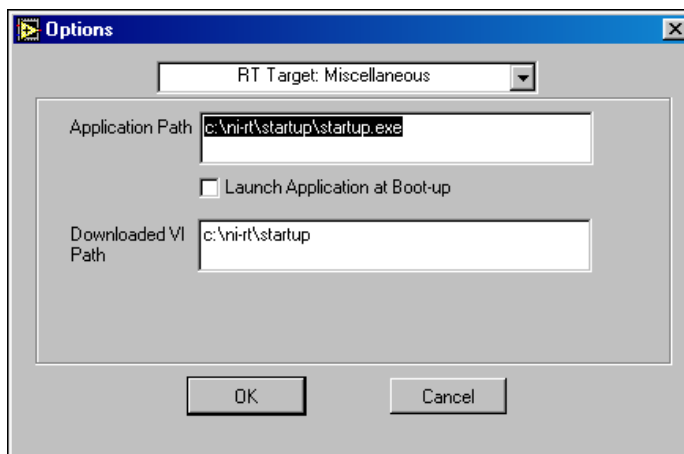 Options
RT Target: Miscellaneous
Application Path
c:\ni-rt\startup\startup.exe
Launch Application at Boot-up
Downloaded VI
Path
c:\ni-rt\startup
OK
Cancel